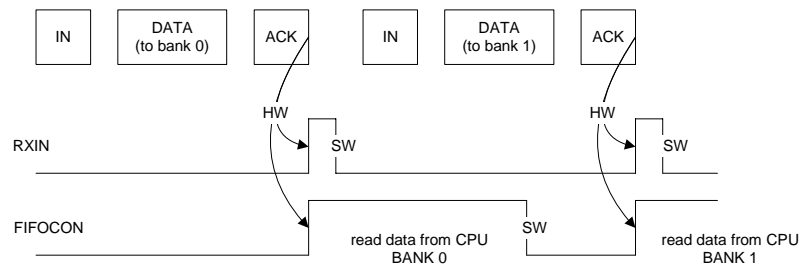 IN
DATA
(to bank 0)
ACK
IN
DATA
(to bank 1)
ACK
HW
HW
RXIN
SW
SW
FIFOCON
SW
read data from CPU
BANK 0
read data from CPU
BANK 1